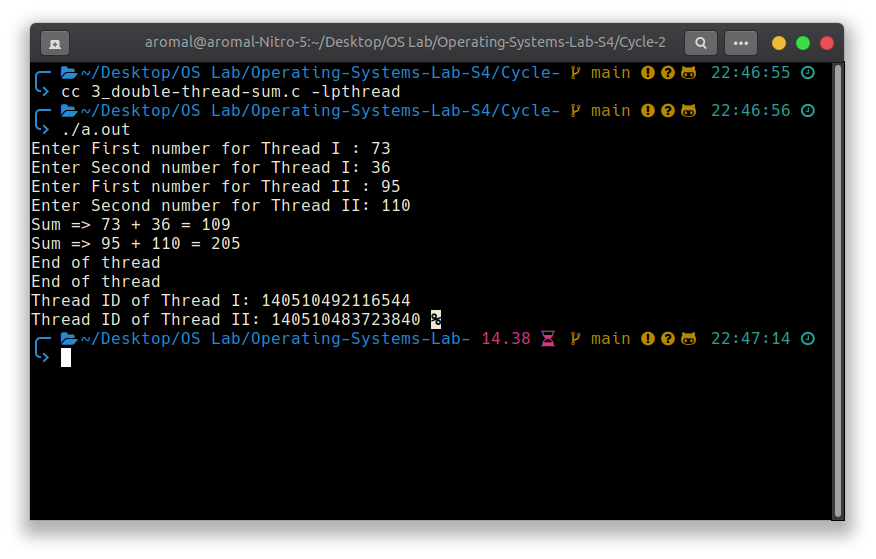 aromal@aromal-Nitro-5:~/Desktop/OS Lab/Operating-Systems-Lab-S4/Cycle-2
~/Desktop/OS Lab/Operating-Systems-Lab-S4/Cycle- main 22:46:55
cc 3_double-thread-sum.c -lpthread
~/Desktop/OS Lab/Operating-Systems-Lab-S4/Cycle- main 22:46:56
./a.out
Enter First number for Thread I : 73
Enter Second number for Thread I: 36
Enter First number for Thread II : 95
Enter Second number for Thread II: 110
Sum => 73 + 36 = 109
Sum => 95 + 110 = 205
End of thread
End of thread
Thread ID of Thread I: 140510492116544
Thread ID of Thread II: 140510483723840 %
~/Desktop/OS Lab/Operating-Systems-Lab- 14.38 main 22:47:14